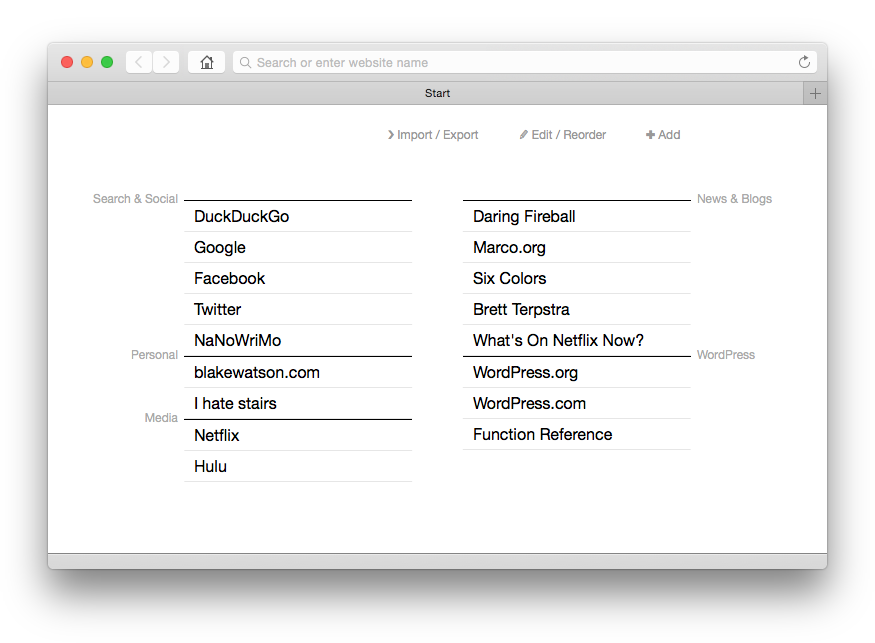 Search or enter website name
Start
Import / Export
Edit / Reorder
Add
Search & Social
DuckDuckGo
Google
Facebook
Twitter
NaNoWriMo
Personal
blakewatson.com
I hate stairs
Media
Netflix
Hulu
News & Blogs
Daring Fireball
Marco.org
Six Colors
Brett Terpstra
What's On Netflix Now?
WordPress
WordPress.org
WordPress.com
Function Reference